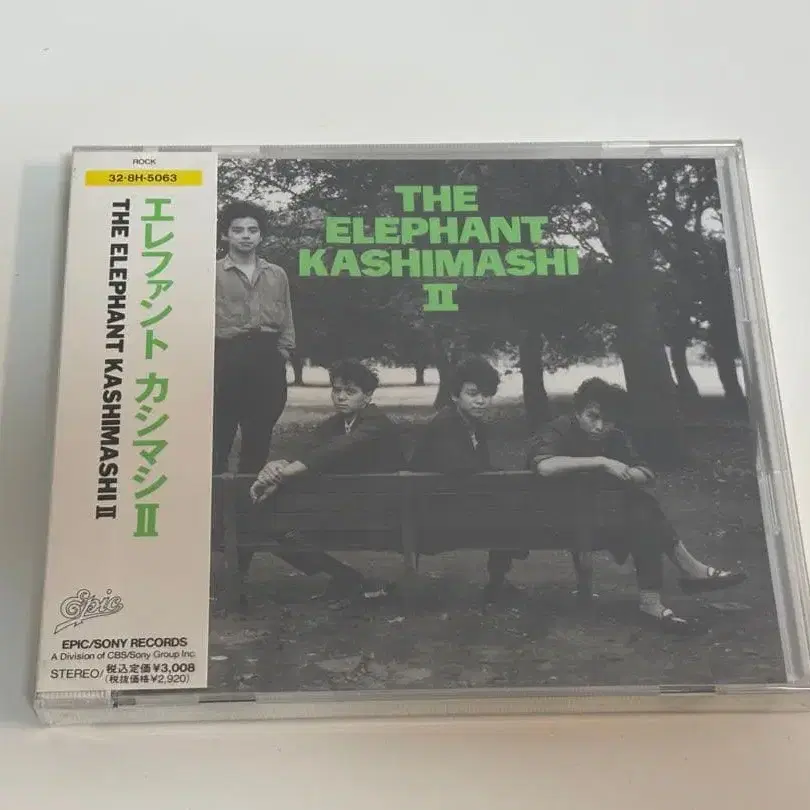 ROCK
32·8H-5063
エレファント カシマシⅡ
THE ELEPHANT KASHIMASHI Ⅱ
Epic
EPIC/SONY RECORDS
A Division of CBS/Sony Group Inc.
STEREO/税込定価¥3,008
(税抜価格¥2,920)
THE
ELEPHANT
KASHIMASHI
Ⅱ